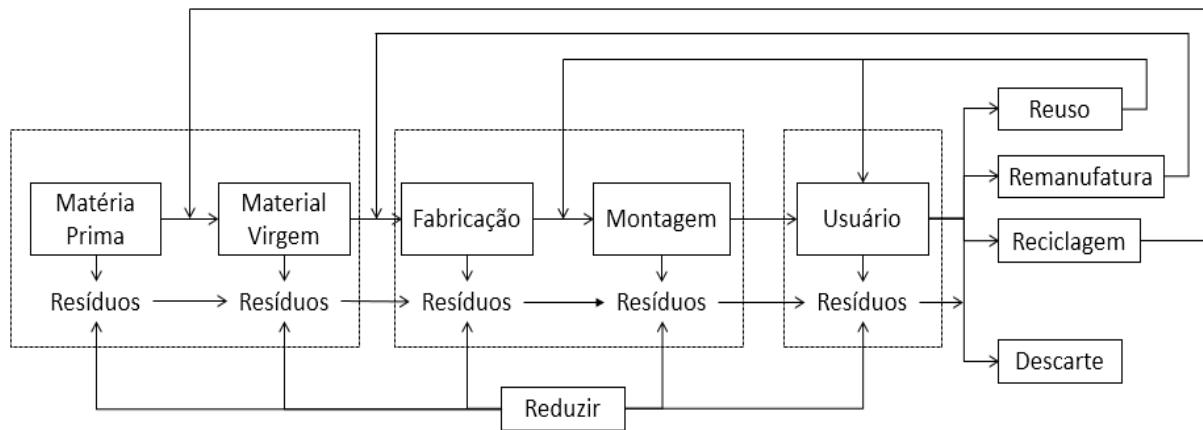 Reuso
Remanufatura
Matéria
Prima
Material
Virgem
Fabricação
Montagem
Usuário
Reciclagem
Resíduos
Resíduos
Resíduos
Resíduos
Resíduos
Descarte
Reduzir